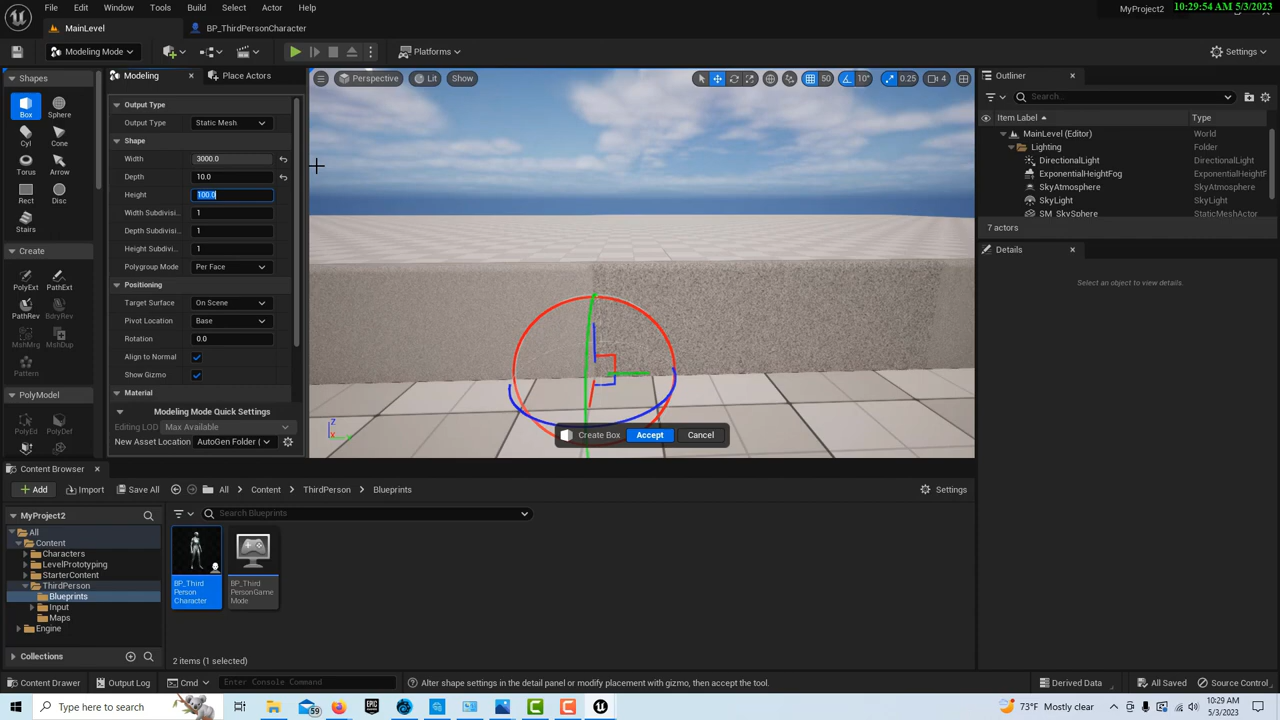 File Edit Window Tools Build Select Actor Help
MyProject2
10:29:54 AM 5/3/2023
MainLevel
BP_ThirdPersonCharacter
Modeling Mode
Platforms
Settings
Shapes
Modeling
Place Actors
Perspective
Lit
Show
50
10°
0.25
4
Outliner
Box
Sphere
Output Type
Search...
Output Type Static Mesh
Item Label
Type
Cyl
Cone
Shape
MainLevel (Editor) World
Width 3000.0
Lighting Folder
Torus
Arrow
Depth 10.0
DirectionalLight DirectionalLight
Height 100.0
ExponentialHeightFog ExponentialHeightF
Rect
Disc
Width Subdivisi... 1
SkyAtmosphere SkyAtmosphere
Stairs
Depth Subdivisi... 1
SkyLight SkyLight
Height Subdivi... 1
SM_SkySphere StaticMeshActor
Create
Polygroup Mode Per Face
7 actors
PolyExt
PathExt
Positioning
Details
Target Surface On Scene
Select an object to view details.
PathRev
BdryRev
Pivot Location Base
MshMrg
MshDup
Rotation 0.0
Pattern
Align to Normal
Show Gizmo
PolyModel
Material
PolyEd
PolyDef
Modeling Mode Quick Settings
Editing LOD Max Available
New Asset Location AutoGen Folder (
Create Box
Accept
Cancel
Z
X
Content Browser
Add
Import
Save All
All
Content
ThirdPerson
Blueprints
Settings
MyProject2
Search Blueprints
All
Content
Characters
LevelPrototyping
StarterContent
ThirdPerson
Blueprints
Input
Maps
Engine
BP_Third
Person
Character
BP_Third
PersonGame
Mode
Collections
2 items (1 selected)
Content Drawer
Output Log
Cmd
Enter Console Command
Alter shape settings in the detail panel or modify placement with gizmo, then accept the tool.
Derived Data
All Saved
Source Control
Type here to search
59
EPIC
73°F Mostly clear
10:29 AM
5/3/2023